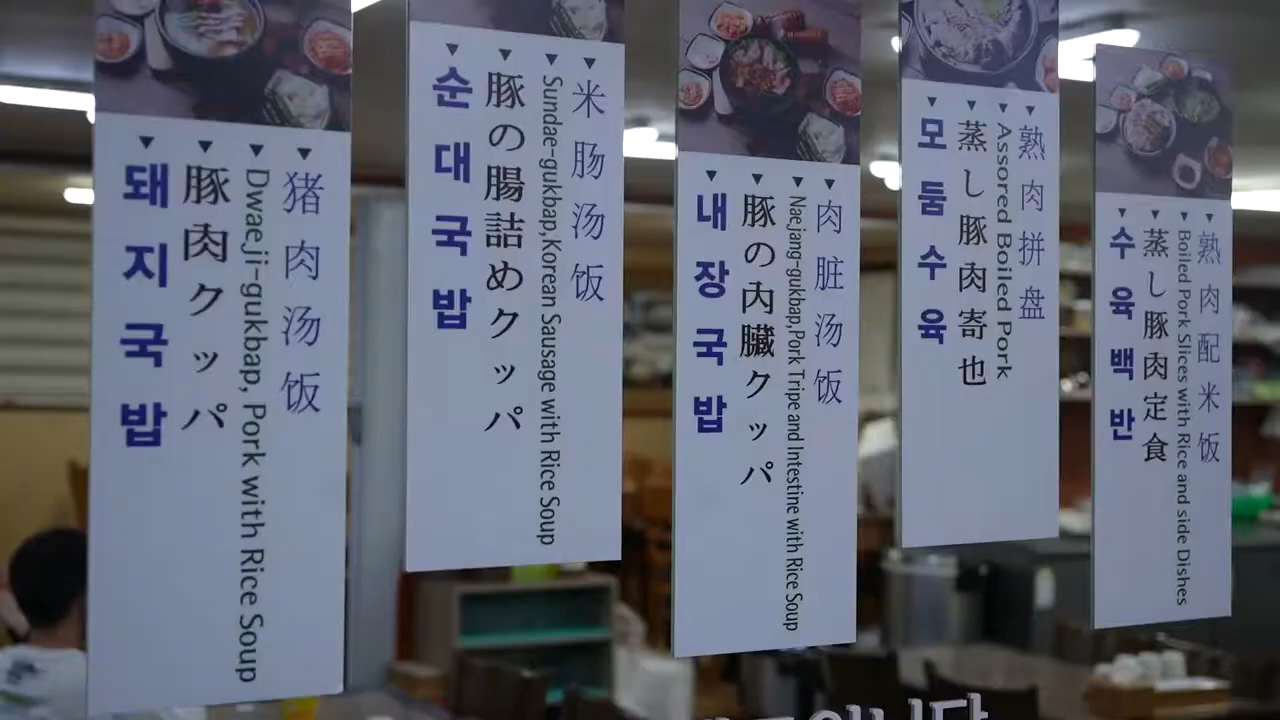 돼지국밥
豚肉クッパ
Dwaeji-gukbap, Pork with Rice Soup
猪肉汤饭
순대국밥
豚の腸詰めクッパ
Sundae-gukbap,Korean Sausage with Rice Soup
米肠汤饭
내장국밥
豚の内臓クッパ
Naejang-gukbap,Pork Tripe and Intestine with Rice Soup
肉脏汤饭
모둠수육
蒸し豚肉寄也
Assored Boiled Pork
熟肉拼盘
수육백반
蒸し豚肉定食
Boiled Pork Slices with Rice and side Dishes
熟肉配米饭